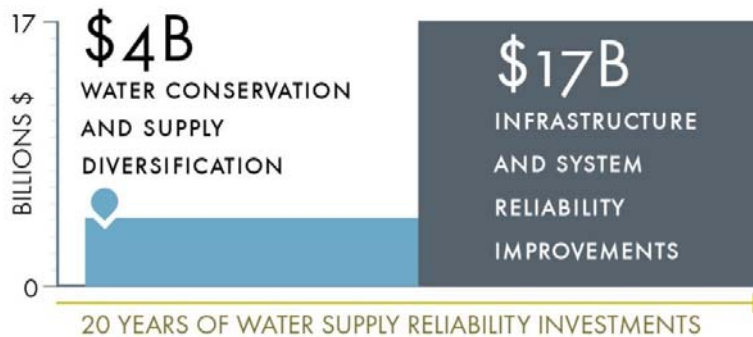 17
BILLIONS $
0
$4B
WATER CONSERVATION
AND SUPPLY
DIVERSIFICATION
$17B
INFRASTRUCTURE
AND SYSTEM
RELIABILITY
IMPROVEMENTS
20 YEARS OF WATER SUPPLY RELIABILITY INVESTMENTS